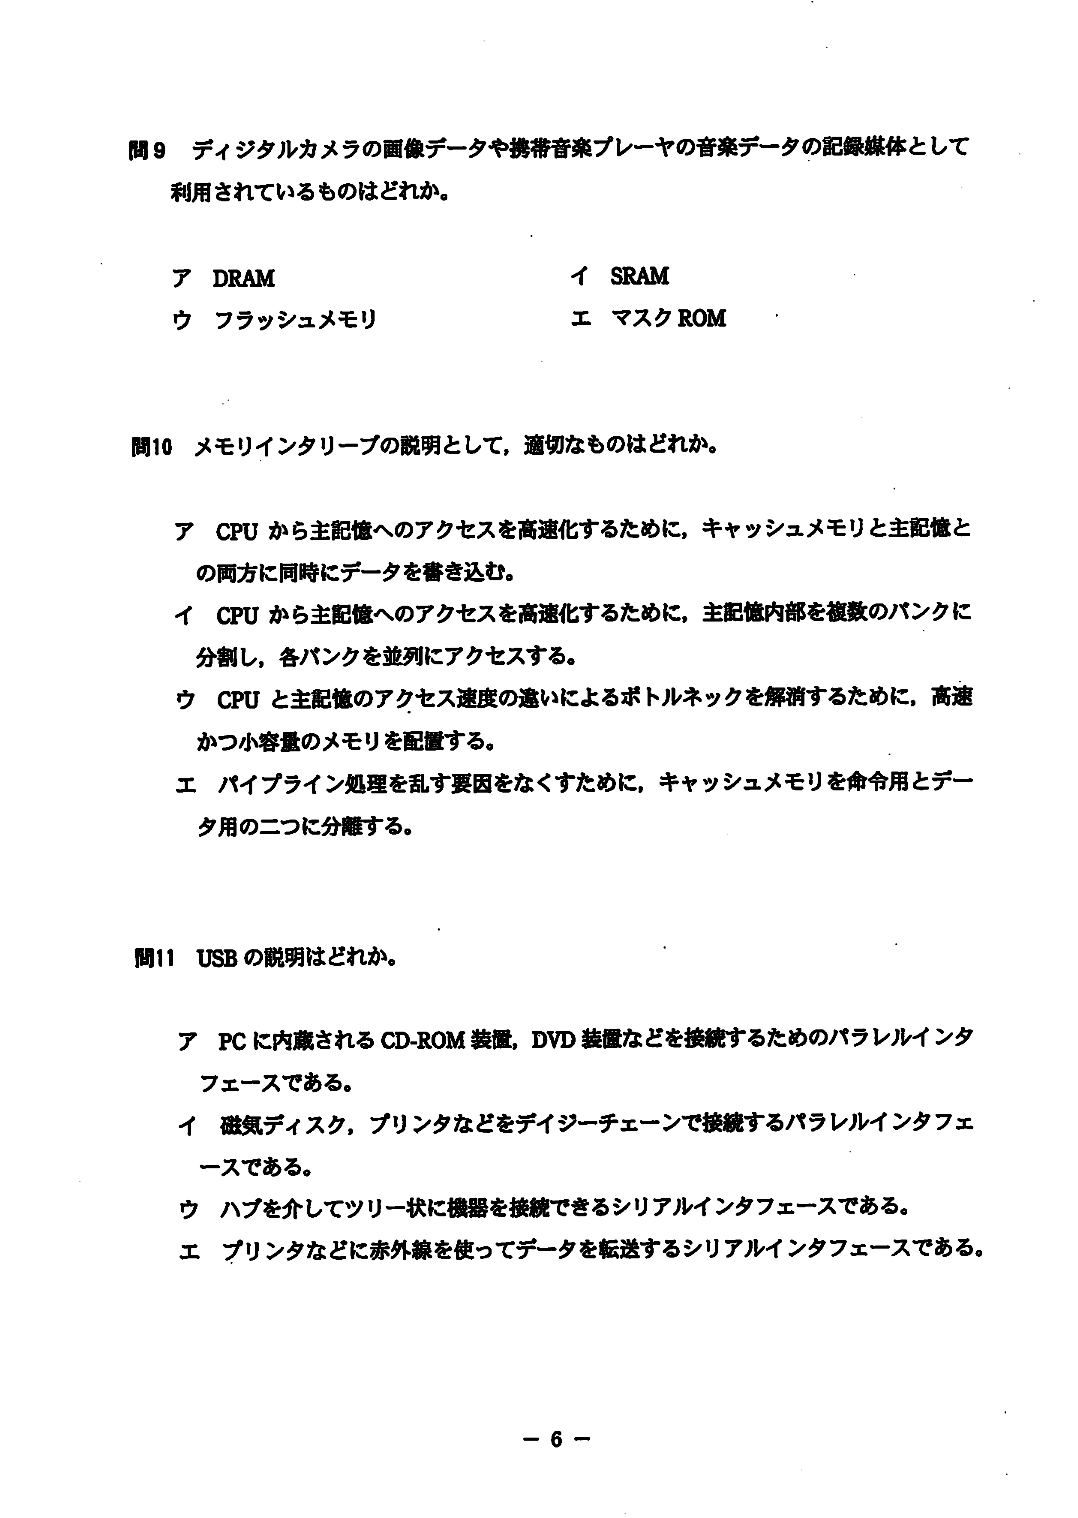 問9 ディジタルカメラの画像データや携帯音楽プレーヤの音楽データの記録媒体として
利用されているものはどれか。
ア DRAM イ SRAM
ウ フラッシュメモリ エ マスクROM
問10 メモリインタリーブの説明として，適切なものはどれか。
ア CPU から主記憶へのアクセスを高速化するために，キャッシュメモリと主記憶と
の両方に同時にデータを書き込む。
イ CPU から主記憶へのアクセスを高速化するために，主記憶内部を複数のバンクに
分割し，各バンクを並列にアクセスする。
ウ CPU と主記憶のアクセス速度の違いによるボトルネックを解消するために，高速
かつ小容量のメモリを配置する。
エ パイプライン処理を乱す要因をなくすために，キャッシュメモリを命令用とデー
タ用の二つに分離する。
問11 USB の説明はどれか。
ア PC に内蔵される CD-ROM 装置，DVD 装置などを接続するためのパラレルインタ
フェースである。
イ 磁気ディスク，プリンタなどをデイジーチェーンで接続するパラレルインタフェ
ースである。
ウ ハブを介してツリー状に機器を接続できるシリアルインタフェースである。
エ プリンタなどに赤外線を使ってデータを転送するシリアルインタフェースである。
－ 6 －